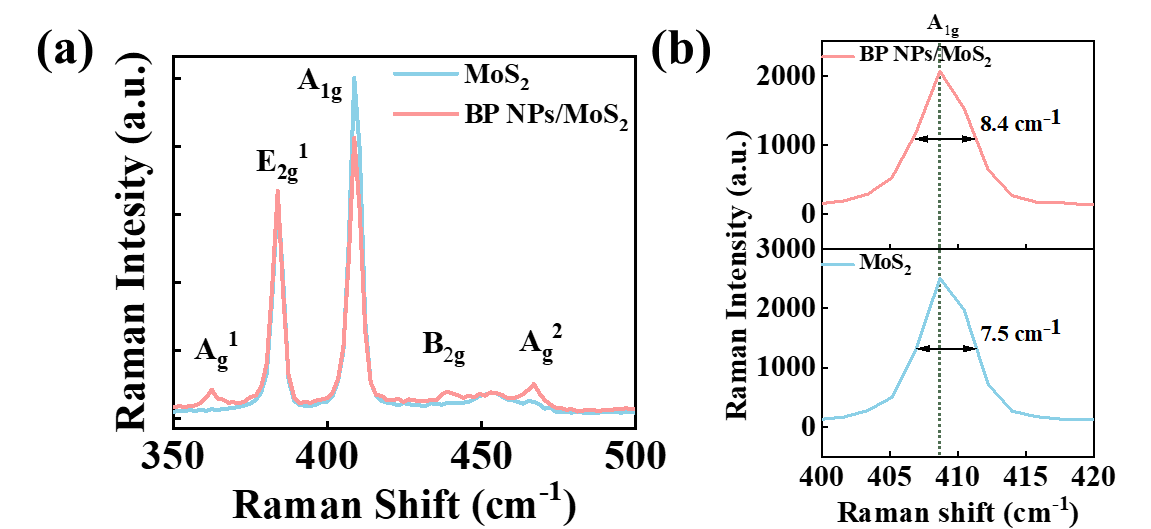 (a)
Raman Intesity (a.u.)
A1g
MoS2
BP NPs/MoS2
E2g1
Ag1
B2g
Ag2
350 400 450 500
Raman Shift (cm-1)
(b)
Raman Intensity (a.u.)
A1g
BP NPs/MoS2
2000
8.4 cm-1
1000
0
3000
MoS2
2000
7.5 cm-1
1000
0
400 405 410 415 420
Raman shift (cm-1)